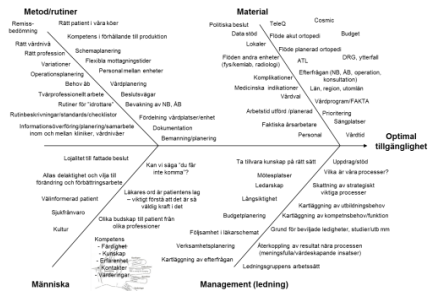 Metod/rutiner
Material
Remiss-
bedömning
Rätt patient i våra köer
Kompetens i förhållande till produktion
Rätt vårdnivå
Schemaplanering
Rätt profession
Flexibla mottagningstider
Variationer
Personal mellan enheter
Operationsplanering
Behov åb
Vårdplanering
Tvärprofessionellt arbete
Beslutsvägar
Rutiner för "idrottare"
Bevakning av NB, ÅB
Rutinbeskrivningar/standards/checklistor
Fördelning vårdplatser/enhet
Informationsöverföring/planering/samarbete
inom och mellan kliniker, vårdnivåer
Dokumentation
Bemanning/planering
Politiska beslut
TeleQ
Cosmic
Data stöd
Flöde akut ortopedi
Budget
Lokaler
Flöde planerad ortopedi
Flöden andra enheter
(fys/kemlab, radiologi)
ATL
DRG, ytterfall
Efterfrågan (NB, ÅB, operation,
konsultation)
Komplikationer
Medicinska indikationer
Län, region, utomlän
Vårdval
Vårdprogram/FAKTA
Arbetstid utförd /planerad
Prioritering
Sängplatser
Faktiska årsarbetare
Personal
Vårdtid
Optimal
tillgänglighet
Lojalitet till fattade beslut
Kan vi säga "du får
inte komma"?
Allas delaktighet och vilja till
förändring och förbättringsarbete
Läkares ord är patientens lag
– viktigt förstå att det är så
väldig kraft i det
Välinformerad patient
Sjukfrånvaro
Olika budskap till patient från
olika professioner
Kultur
Kompetens
- Färdighet
- Kunskap
- Erfarenhet
- Kontakter
- Värderingar
Människa
Ta tillvara kunskap på rätt sätt
Uppdrag/stöd
Mötesplatser
Vilka är våra processer?
Ledarskap
Skattning av strategiskt
viktiga processer
Långsiktighet
Kartläggning av utbildningsbehov
Budgetplanering
Kartläggning av kompetensbehov/funktion
Följsamhet i läkarschemat
Grund för beviljade ledigheter, studier/utb mm
Verksamhetsplanering
Återkoppling av resultat nära processen
(meningsfulla/värdeskapande insatser)
Kartläggning av efterfrågan
Ledningsgruppens arbetssätt
Management (ledning)